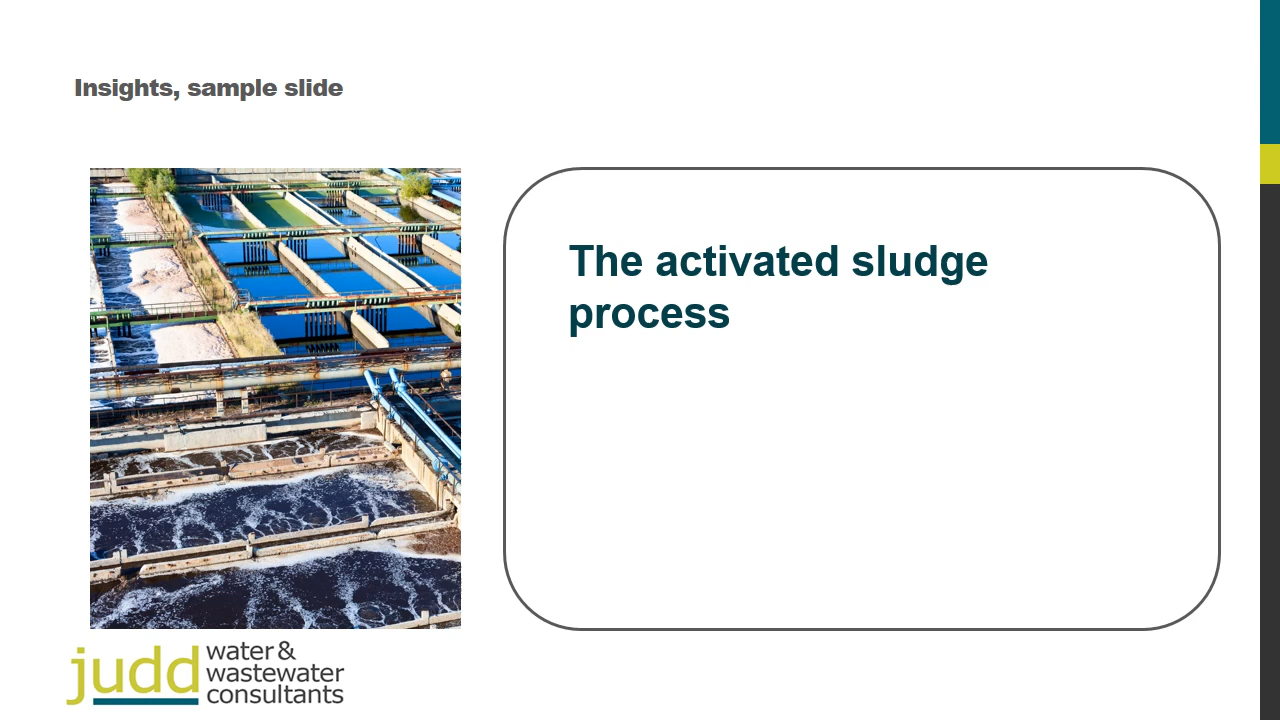 Insights, sample slide
The activated sludge
process
judd
water &
wastewater
consultants